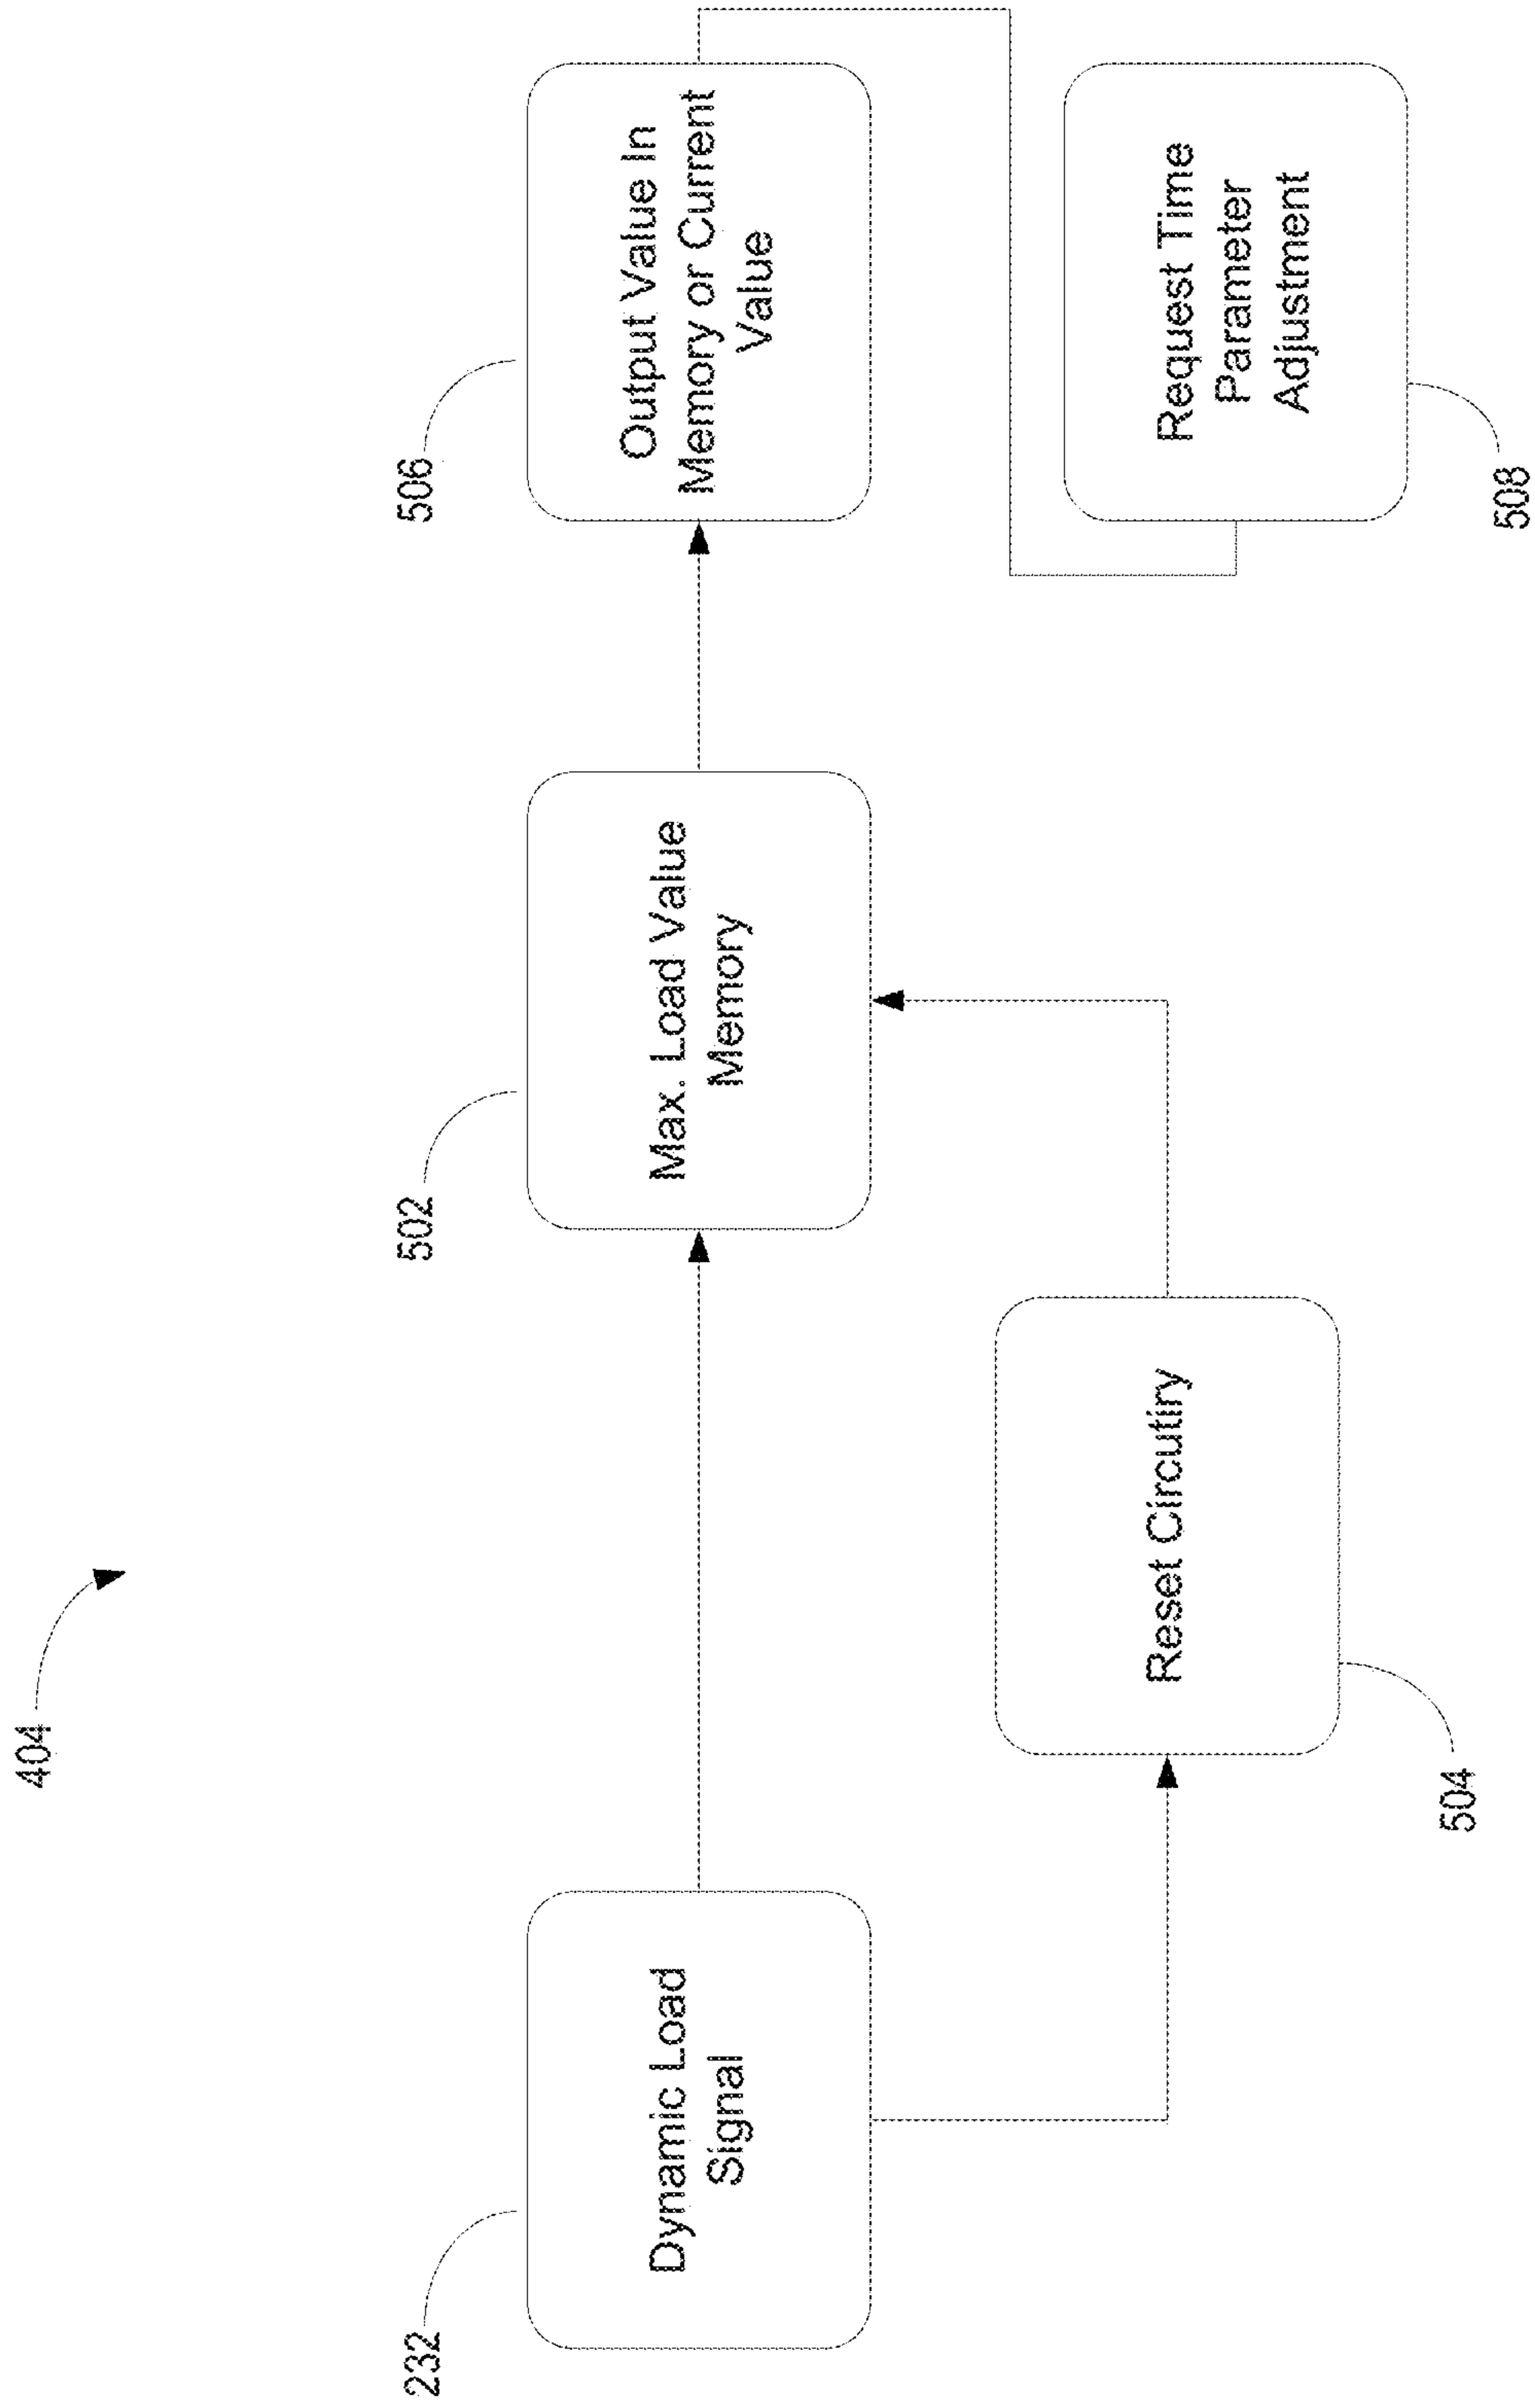 404
232
Dynamic Load
Signal
502
Max. Load Value
Memory
506
Output Value In
Memory or Current
Value
504
Reset Circutiry
508
Request Time
Parameter
Adjustment